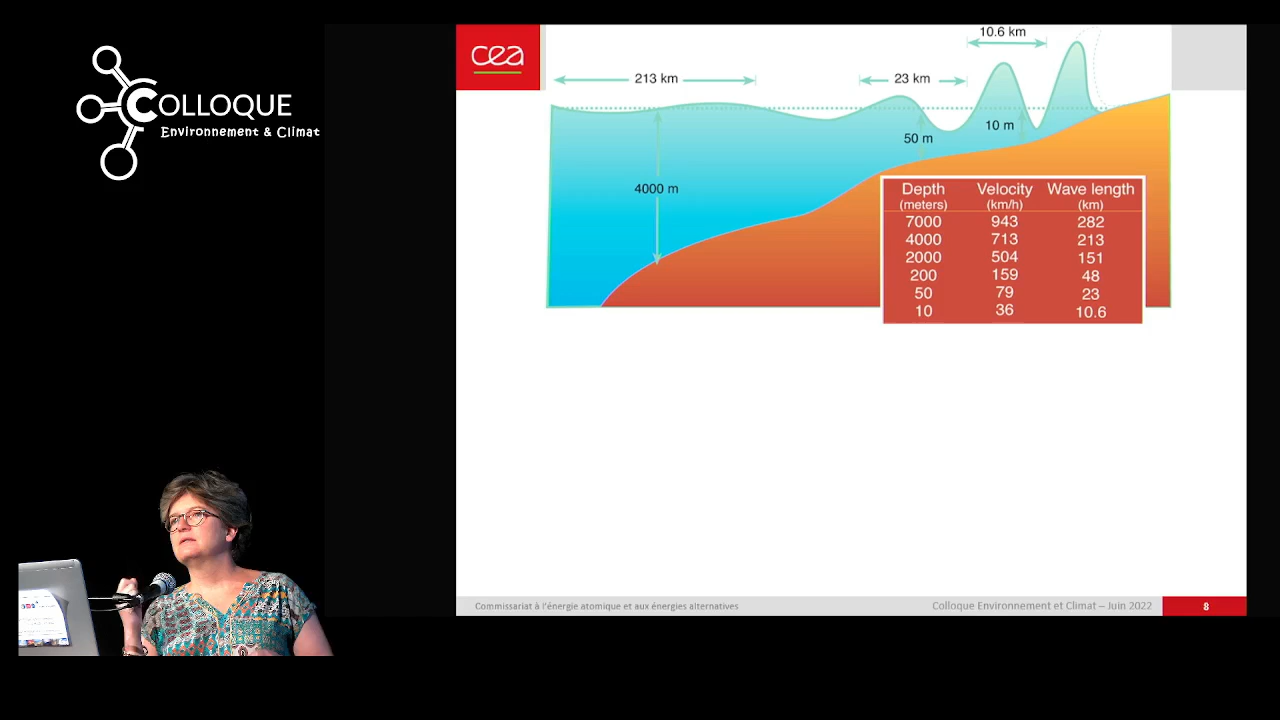 COLLOQUE
Environnement & Climat
cea
10.6 km
213 km
23 km
50 m
10 m
4000 m
Depth Velocity Wave length
(meters) (km/h) (km)
7000 943 282
4000 713 213
2000 504 151
200 159 48
50 79 23
10 36 10.6
Commissariat à l'énergie atomique et aux énergies alternatives
Colloque Environnement et Climat – Juin 2022
8